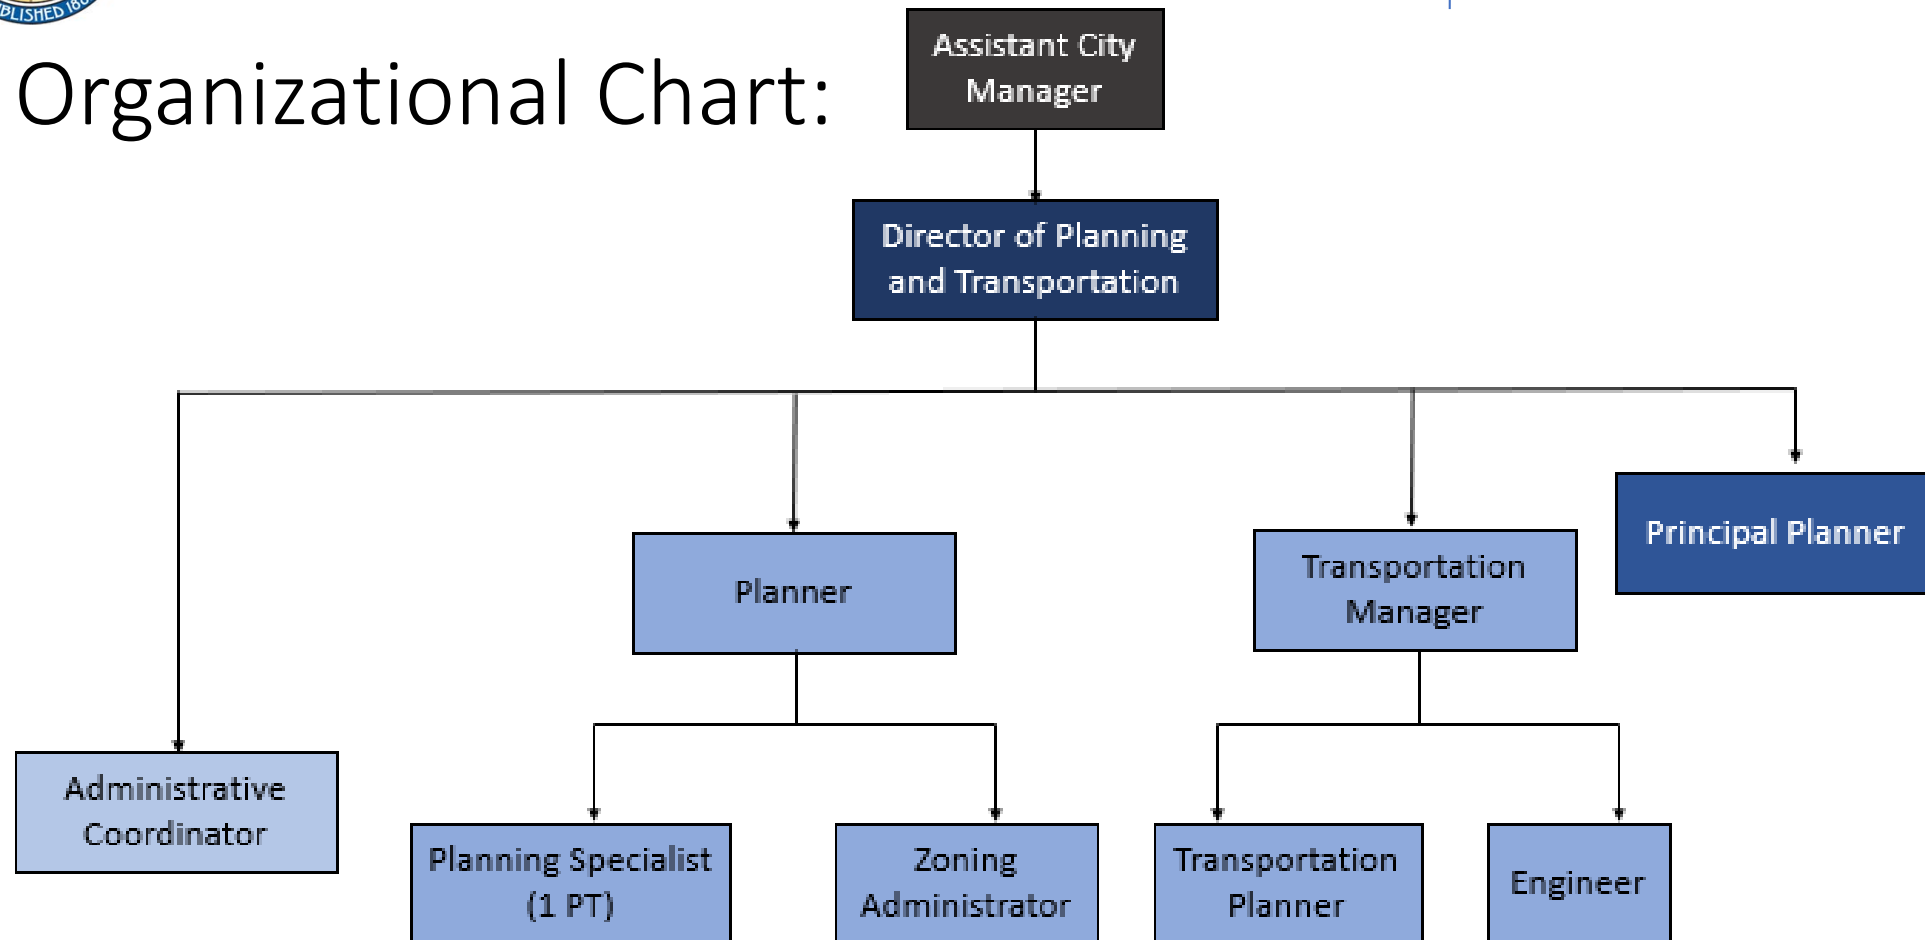 Organizational Chart:
Assistant City
Manager
Director of Planning
and Transportation
Principal Planner
Planner
Transportation
Manager
Administrative
Coordinator
Planning Specialist
(1 PT)
Zoning
Administrator
Transportation
Planner
Engineer